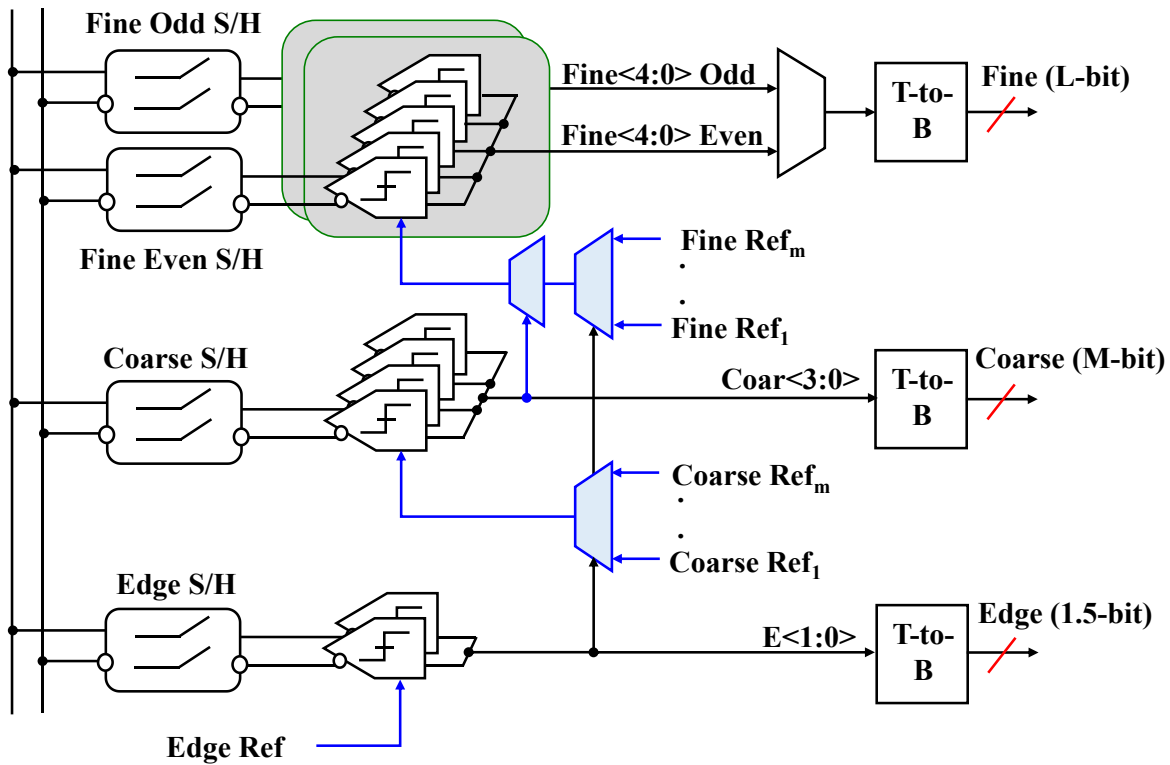 Fine Odd S/H
Fine<4:0> Odd
T-to-
B
Fine (L-bit)
Fine<4:0> Even
Fine Even S/H
Fine Refm
.
.
Fine Ref1
Coarse S/H
Coar<3:0>
T-to-
B
Coarse (M-bit)
Coarse Refm
.
.
Coarse Ref1
Edge S/H
E<1:0>
T-to-
B
Edge (1.5-bit)
Edge Ref